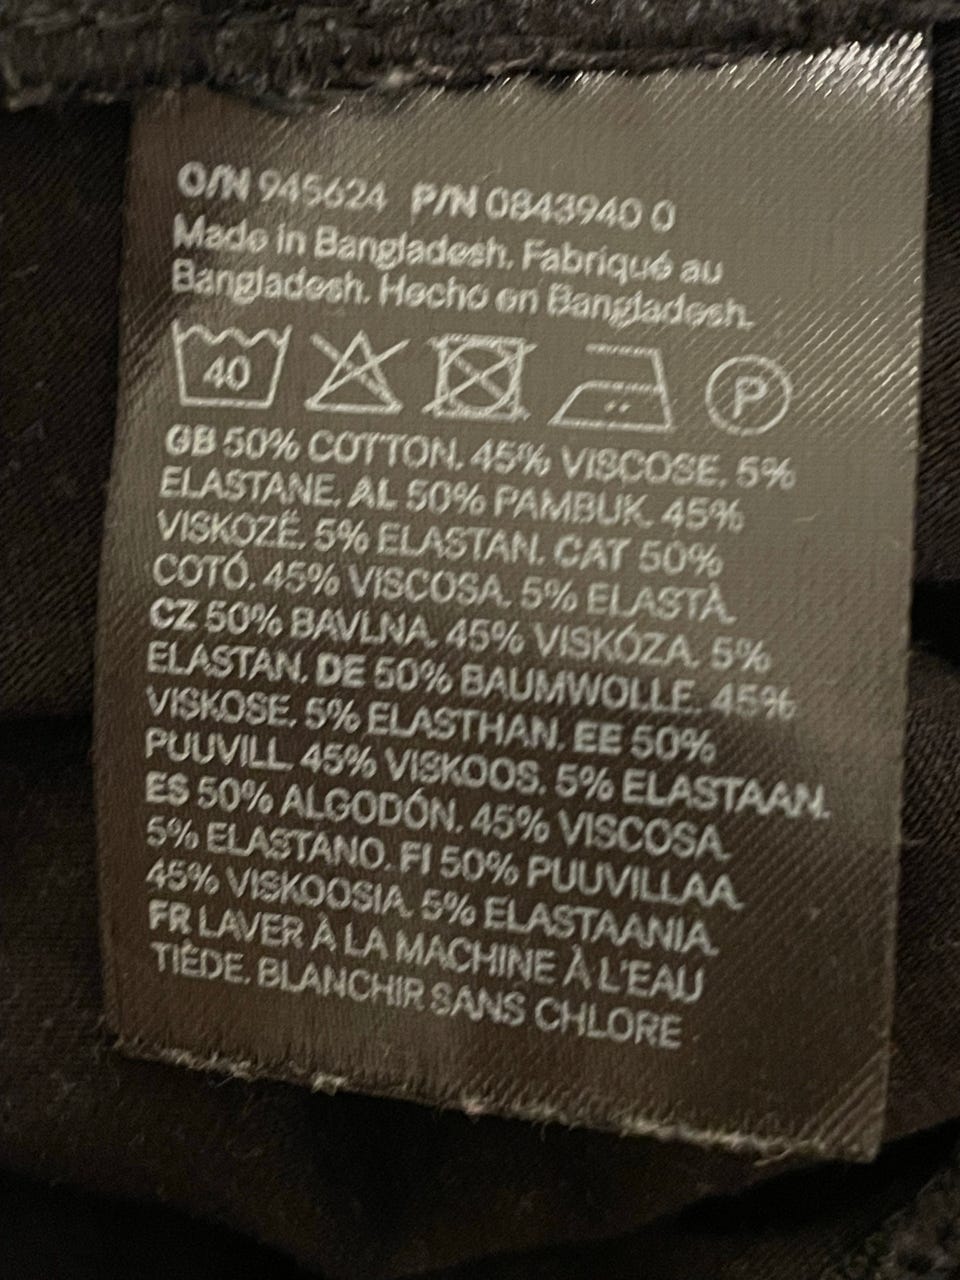 O/N 945624 P/N 0843940 0
Made in Bangladesh. Fabriqué au
Bangladesh. Hecho en Bangladesh.
40 P
GB 50% COTTON. 45% VISCOSE. 5%
ELASTANE. AL 50% PAMBUK. 45%
VISKOZË. 5% ELASTAN. CAT 50%
COTÓ. 45% VISCOSA. 5% ELASTÀ.
CZ 50% BAVLNA. 45% VISKÓZA. 5%
ELASTAN. DE 50% BAUMWOLLE. 45%
VISKOSE. 5% ELASTHAN. EE 50%
PUUVILL. 45% VISKOOS. 5% ELASTAAN.
ES 50% ALGODÓN. 45% VISCOSA.
5% ELASTANO. FI 50% PUUVILLAA.
45% VISKOOSIA. 5% ELASTAANIA.
FR LAVER À LA MACHINE À L'EAU
TIÈDE. BLANCHIR SANS CHLORE